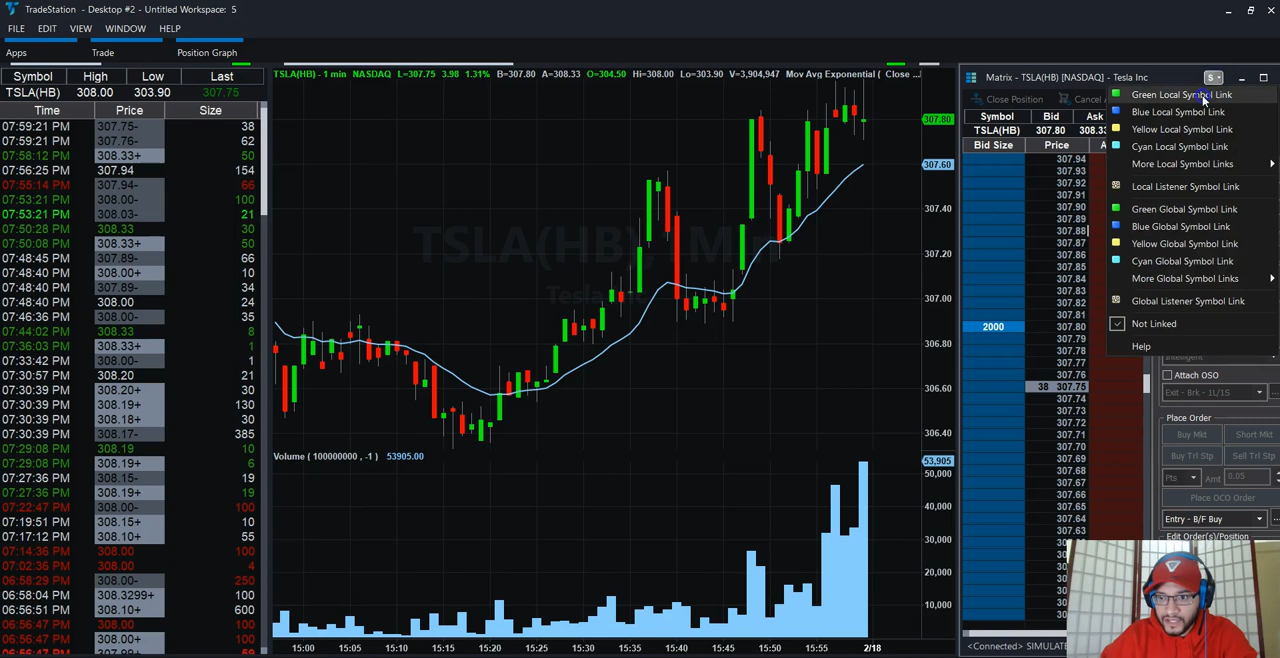 TradeStation - Desktop #2 - Untitled Workspace: 5
FILE EDIT VIEW WINDOW HELP
Apps Trade Position Graph
Symbol High Low Last
TSLA(HB) 308.00 303.90 307.75
Time Price Size
07:59:21 PM 307.75- 38
07:59:21 PM 307.76- 62
07:58:12 PM 308.33+ 50
07:56:25 PM 307.94 154
07:55:14 PM 307.94- 66
07:53:21 PM 308.00- 100
07:53:21 PM 308.03- 21
07:50:28 PM 308.33 30
07:50:08 PM 308.33+ 50
07:48:45 PM 307.89- 66
07:48:40 PM 308.00+ 10
07:48:40 PM 307.89- 34
07:48:40 PM 308.00 24
07:46:36 PM 308.00- 35
07:44:02 PM 308.33 8
07:36:03 PM 308.33+ 1
07:33:42 PM 308.00- 1
07:30:57 PM 308.20 21
07:30:39 PM 308.20+ 30
07:30:39 PM 308.19+ 130
07:30:39 PM 308.18+ 30
07:30:39 PM 308.17- 385
07:29:08 PM 308.19 10
07:29:08 PM 308.19+ 6
07:27:36 PM 308.15- 19
07:27:36 PM 308.19+ 19
07:22:47 PM 308.00- 100
07:19:51 PM 308.15+ 10
07:17:12 PM 308.10+ 55
07:14:36 PM 308.00 100
07:02:36 PM 308.00 4
06:58:29 PM 308.00- 250
06:58:04 PM 308.3299+ 100
06:56:51 PM 308.10+ 600
06:56:47 PM 308.00- 100
06:56:47 PM 308.00+ 100
TSLA(HB) - 1 min NASDAQ L=307.75 3.98 1.31% B=307.80 A=308.33 O=304.50 Hi=308.00 Lo=303.90 V=3,904,947 Mov Avg Exponential ( Close ...
TSLA(HB),1 Min
307.80
307.60
307.40
307.20
307.00
306.80
306.60
306.40
Volume ( 100000000 , -1 ) 53905.00
53,905
50,000
40,000
30,000
20,000
10,000
15:00 15:05 15:10 15:15 15:20 15:25 15:30 15:35 15:40 15:45 15:50 15:55 2/18
Matrix - TSLA(HB) [NASDAQ] - Tesla Inc S
Close Position
Symbol Bid Ask
TSLA(HB) 307.80 308.33
Bid Size Price
307.94
307.93
307.92
307.91
307.90
307.89
307.88
307.87
307.86
307.85
307.84
307.83
307.82
307.81
2000 307.80
307.79
307.78
307.77
307.76
38 307.75
307.74
307.73
307.72
307.71
307.70
307.69
307.68
307.67
307.66
307.65
307.64
307.63
307.62
307.61
Green Local Symbol Link
Blue Local Symbol Link
Yellow Local Symbol Link
Cyan Local Symbol Link
More Local Symbol Links
Local Listener Symbol Link
Green Global Symbol Link
Blue Global Symbol Link
Yellow Global Symbol Link
Cyan Global Symbol Link
More Global Symbol Links
Global Listener Symbol Link
Not Linked
Help
Intelligent
Attach OSO
Exit - Brk - 1L/1S
Place Order
Buy Mkt Short Mkt
Buy Trl Stp Sell Trl Stp
Pts Amt 0.05
Place OCO Order
Entry - B/F Buy
Edit Order(s)/Position
<Connected> SIMULATE